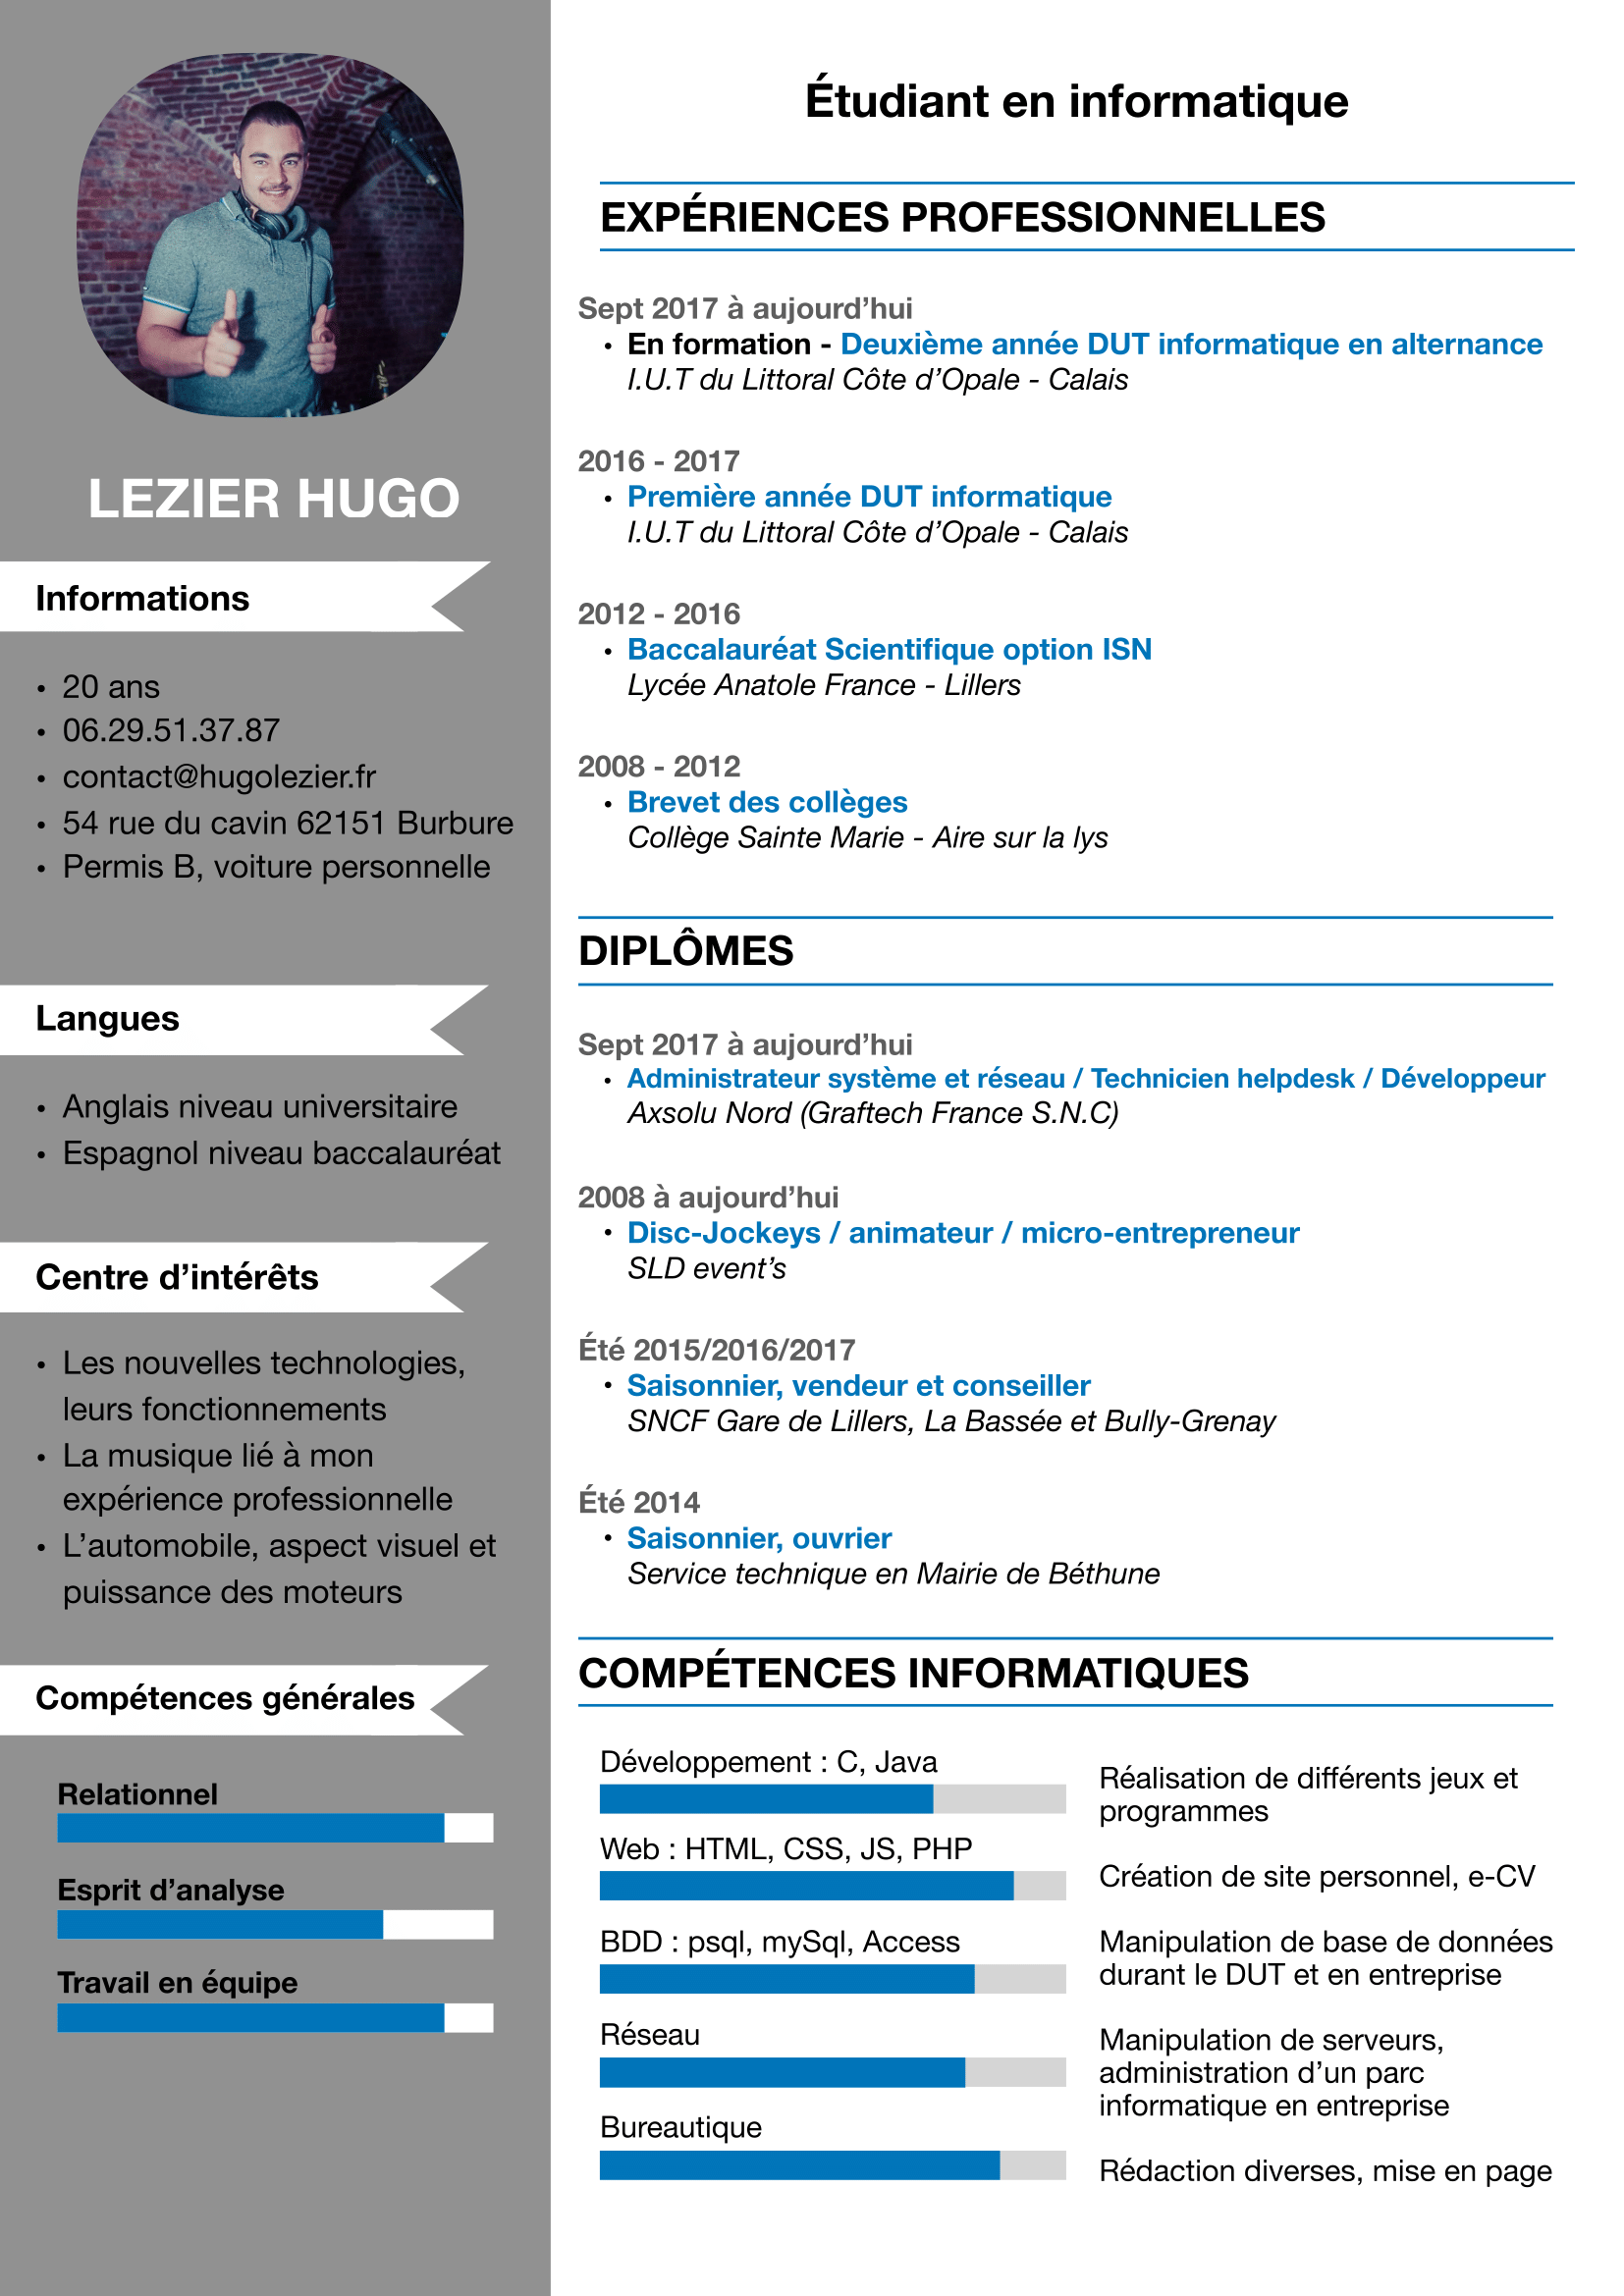 LEZIER HUGO
Informations
• 20 ans
• 06.29.51.37.87
• contact@hugolezier.fr
• 54 rue du cavin 62151 Burbure
• Permis B, voiture personnelle
Langues
• Anglais niveau universitaire
• Espagnol niveau baccalauréat
Centre d’intérêts
• Les nouvelles technologies,
leurs fonctionnements
• La musique lié à mon
expérience professionnelle
• L’automobile, aspect visuel et
puissance des moteurs
Compétences générales
Relationnel
Esprit d’analyse
Travail en équipe
Étudiant en informatique
EXPÉRIENCES PROFESSIONNELLES
Sept 2017 à aujourd’hui
• En formation - Deuxième année DUT informatique en alternance
I.U.T du Littoral Côte d’Opale - Calais
2016 - 2017
• Première année DUT informatique
I.U.T du Littoral Côte d’Opale - Calais
2012 - 2016
• Baccalauréat Scientifique option ISN
Lycée Anatole France - Lillers
2008 - 2012
• Brevet des collèges
Collège Sainte Marie - Aire sur la lys
DIPLÔMES
Sept 2017 à aujourd’hui
• Administrateur système et réseau / Technicien helpdesk / Développeur
Axsolu Nord (Graftech France S.N.C)
2008 à aujourd’hui
• Disc-Jockeys / animateur / micro-entrepreneur
SLD event’s
Été 2015/2016/2017
• Saisonnier, vendeur et conseiller
SNCF Gare de Lillers, La Bassée et Bully-Grenay
Été 2014
• Saisonnier, ouvrier
Service technique en Mairie de Béthune
COMPÉTENCES INFORMATIQUES
Développement : C, Java
Réalisation de différents jeux et
programmes
Web : HTML, CSS, JS, PHP
Création de site personnel, e-CV
BDD : psql, mySql, Access
Manipulation de base de données
durant le DUT et en entreprise
Réseau
Manipulation de serveurs,
administration d’un parc
informatique en entreprise
Bureautique
Rédaction diverses, mise en page